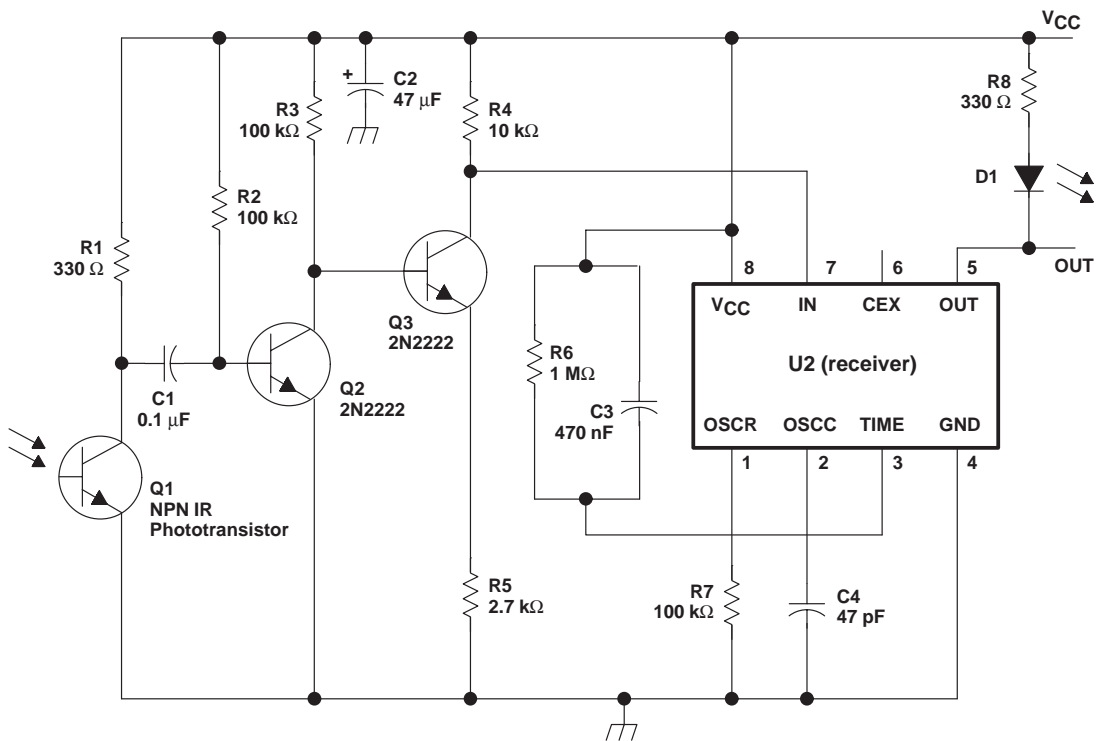 VCC
R8
330 Ω
D1
OUT
C2
47 μF
+
R3
100 kΩ
R4
10 kΩ
R2
100 kΩ
R1
330 Ω
C1
0.1 μF
Q1
NPN IR
Phototransistor
Q2
2N2222
Q3
2N2222
R5
2.7 kΩ
R6
1 MΩ
C3
470 nF
8 7 6 5
VCC IN CEX OUT
U2 (receiver)
OSCR OSCC TIME GND
1 2 3 4
R7
100 kΩ
C4
47 pF